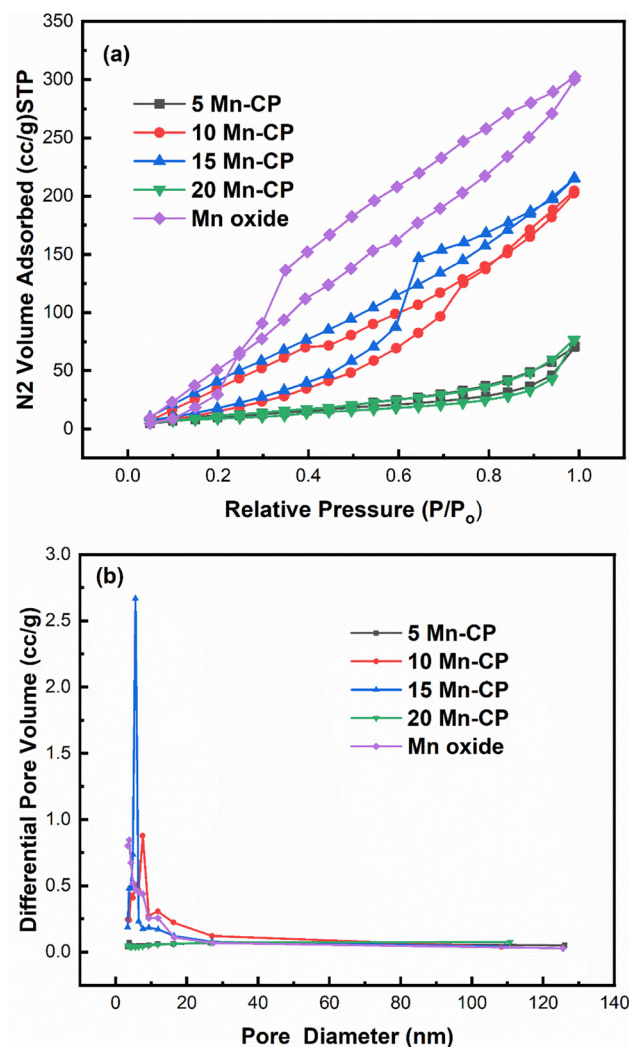 (a)
5 Mn-CP
10 Mn-CP
15 Mn-CP
20 Mn-CP
Mn oxide
N2 Volume Adsorbed (cc/g)STP
350
300
250
200
150
100
50
0
0.0 0.2 0.4 0.6 0.8 1.0
Relative Pressure (P/Po)
(b)
5 Mn-CP
10 Mn-CP
15 Mn-CP
20 Mn-CP
Mn oxide
Differential Pore Volume (cc/g)
3.0
2.5
2.0
1.5
1.0
0.5
0.0
0 20 40 60 80 100 120 140
Pore Diameter (nm)